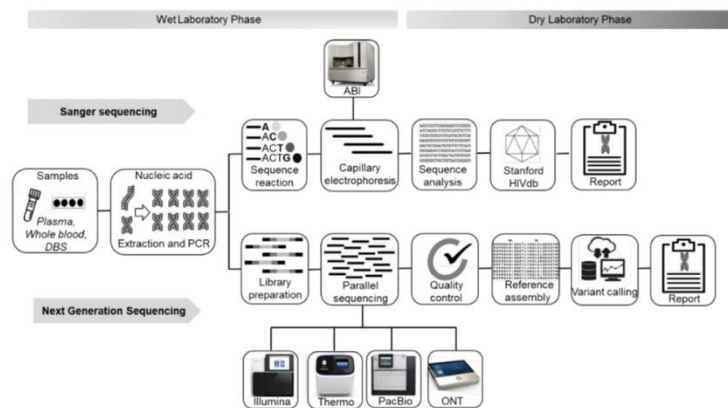 Wet Laboratory Phase
Dry Laboratory Phase
ABI
Sanger sequencing
A
AC
ACT
ACTG
Sequence
reaction
Capillary
electrophoresis
Sequence
analysis
Stanford
HIVdb
Report
Samples
Plasma,
Whole blood,
DBS
Nucleic acid
Extraction and PCR
Library
preparation
Parallel
sequencing
Quality
control
Reference
assembly
Variant calling
Report
Next Generation Sequencing
Illumina
Thermo
PacBio
ONT